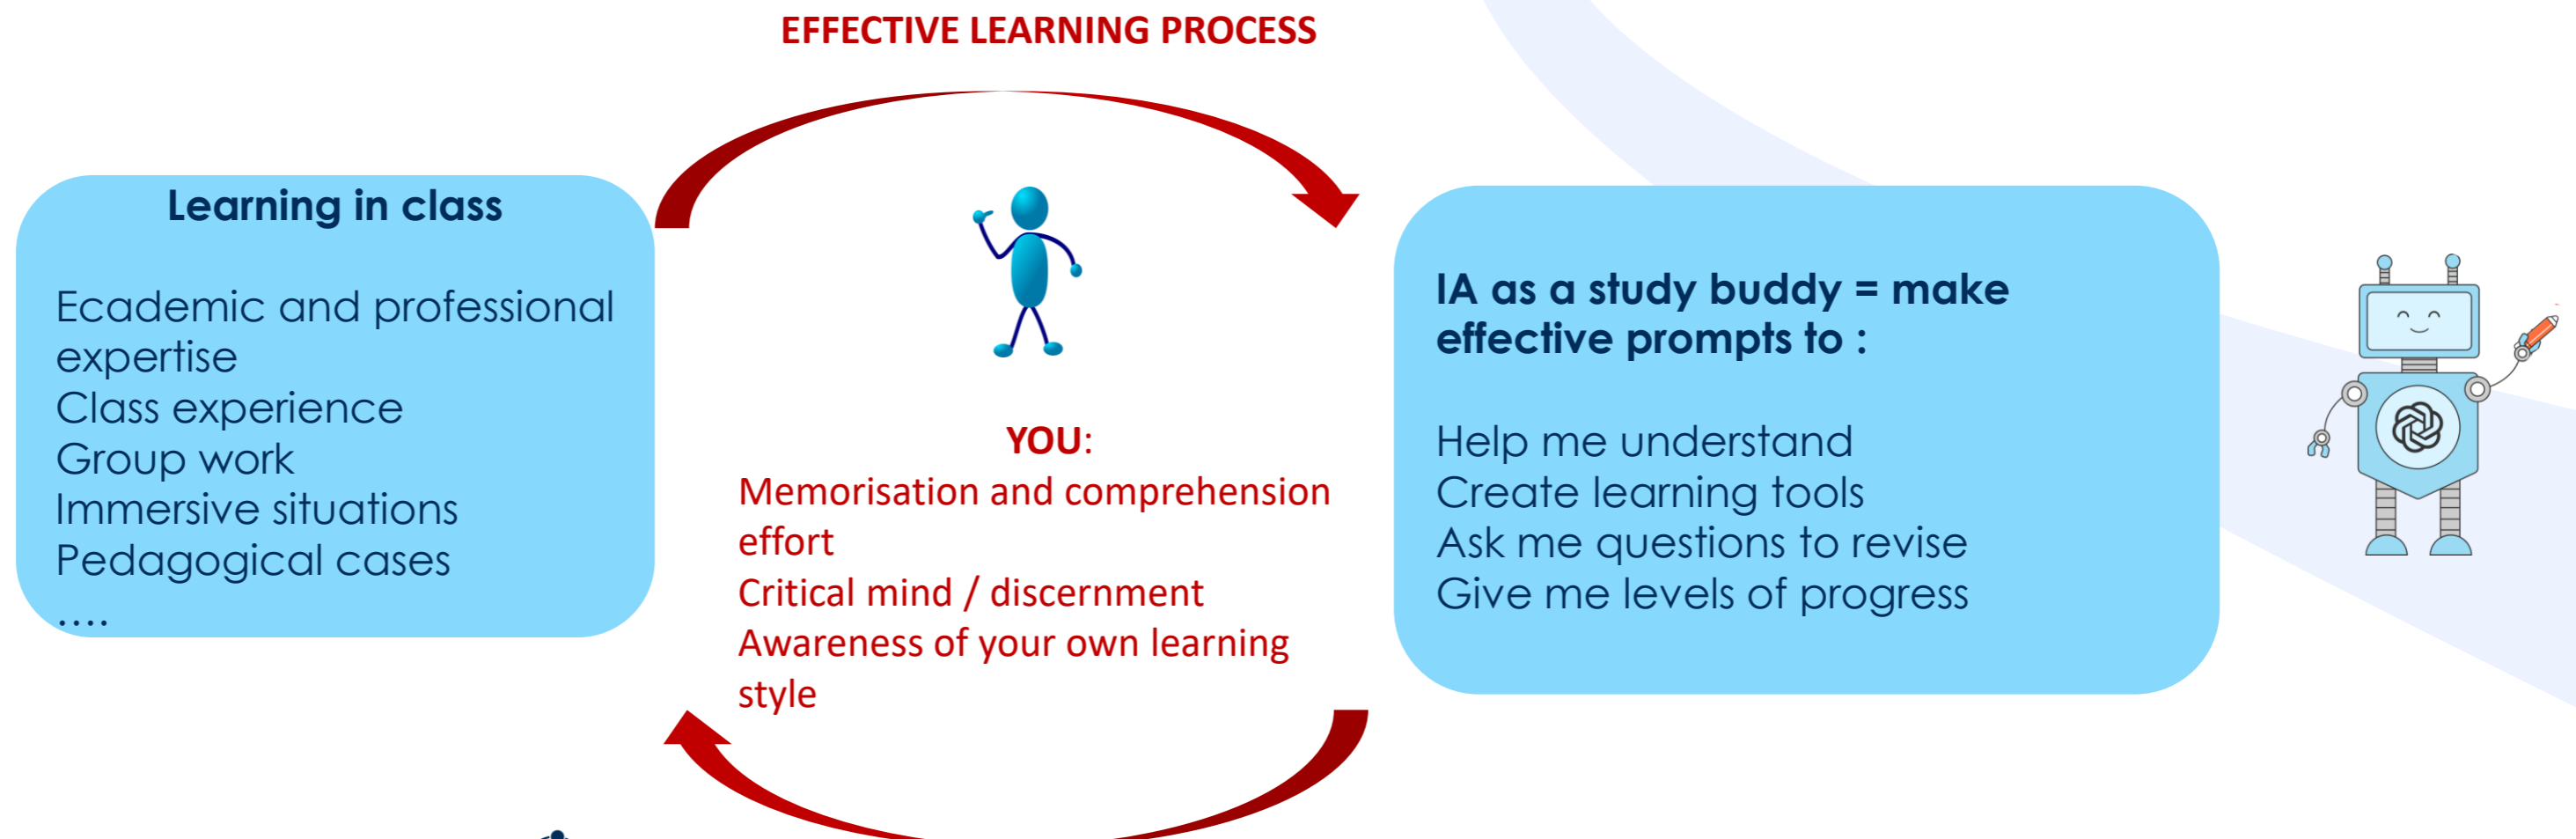 EFFECTIVE LEARNING PROCESS
Learning in class
Ecademic and professional
expertise
Class experience
Group work
Immersive situations
Pedagogical cases
....
YOU:
Memorisation and comprehension
effort
Critical mind / discernment
Awareness of your own learning
style
IA as a study buddy = make
effective prompts to :
Help me understand
Create learning tools
Ask me questions to revise
Give me levels of progress